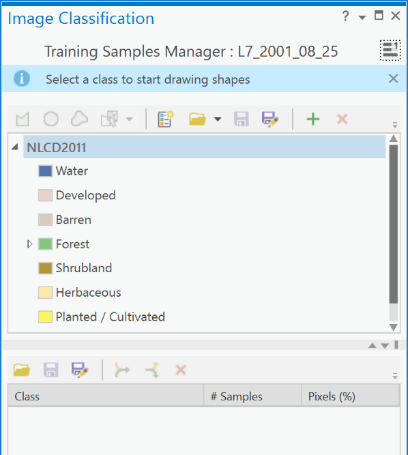 Image Classification
Training Samples Manager : L7_2001_08_25
Select a class to start drawing shapes
NLCD2011
Water
Developed
Barren
Forest
Shrubland
Herbaceous
Planted / Cultivated
Class # Samples Pixels (%)